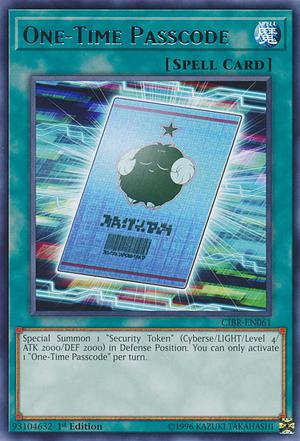 ONE-TIME PASSCODE
魔
[SPELL CARD]
CIBR-EN061
Special Summon 1 "Security Token" (Cyberse/LIGHT/Level 4/
ATK 2000/DEF 2000) in Defense Position. You can only activate
1 "One-Time Passcode" per turn.
93104632 1st Edition ©1996 KAZUKI TAKAHASHI